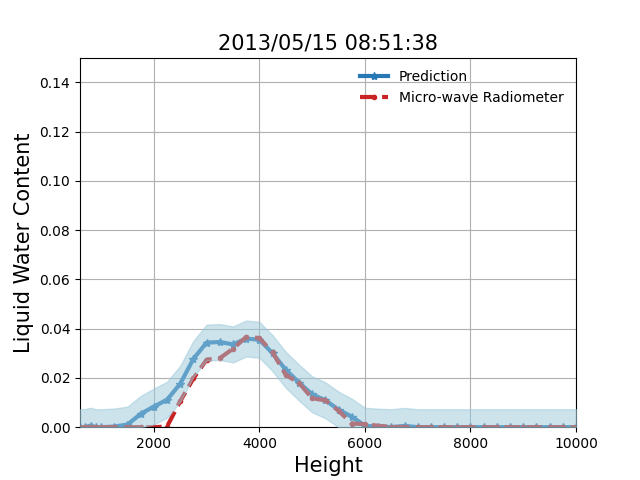 2013/05/15 08:51:38
Prediction
Micro-wave Radiometer
Liquid Water Content
0.14
0.12
0.10
0.08
0.06
0.04
0.02
0.00
2000 4000 6000 8000 10000
Height